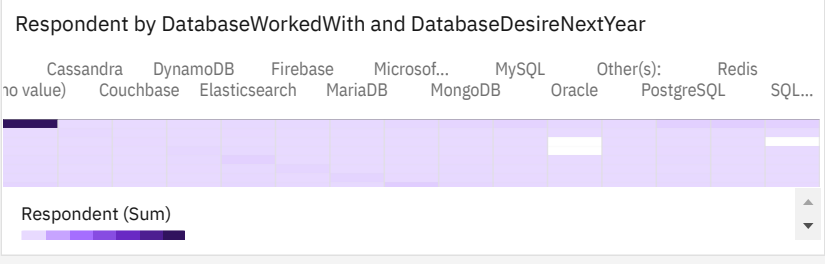 Respondent by DatabaseWorkedWith and DatabaseDesireNextYear
Cassandra DynamoDB Firebase Microsof... MySQL Other(s): Redis
no value) Couchbase Elasticsearch MariaDB MongoDB Oracle PostgreSQL SQL...
Respondent (Sum)